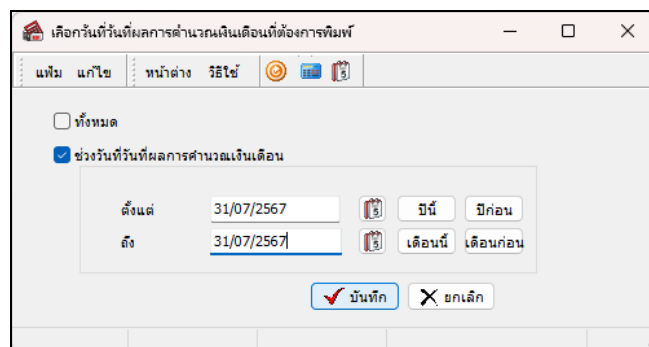 เลือกวันที่วันที่ผลการคำนวณเงินเดือนที่ต้องการพิมพ์
แฟ้ม แก้ไข หน้าต่าง วิธีใช้
ทั้งหมด
ช่วงวันที่วันที่ผลการคำนวณเงินเดือน
ตั้งแต่ 31/07/2567 ปีนี้ ปีก่อน
ถึง 31/07/2567 เดือนนี้ เดือนก่อน
บันทึก ยกเลิก